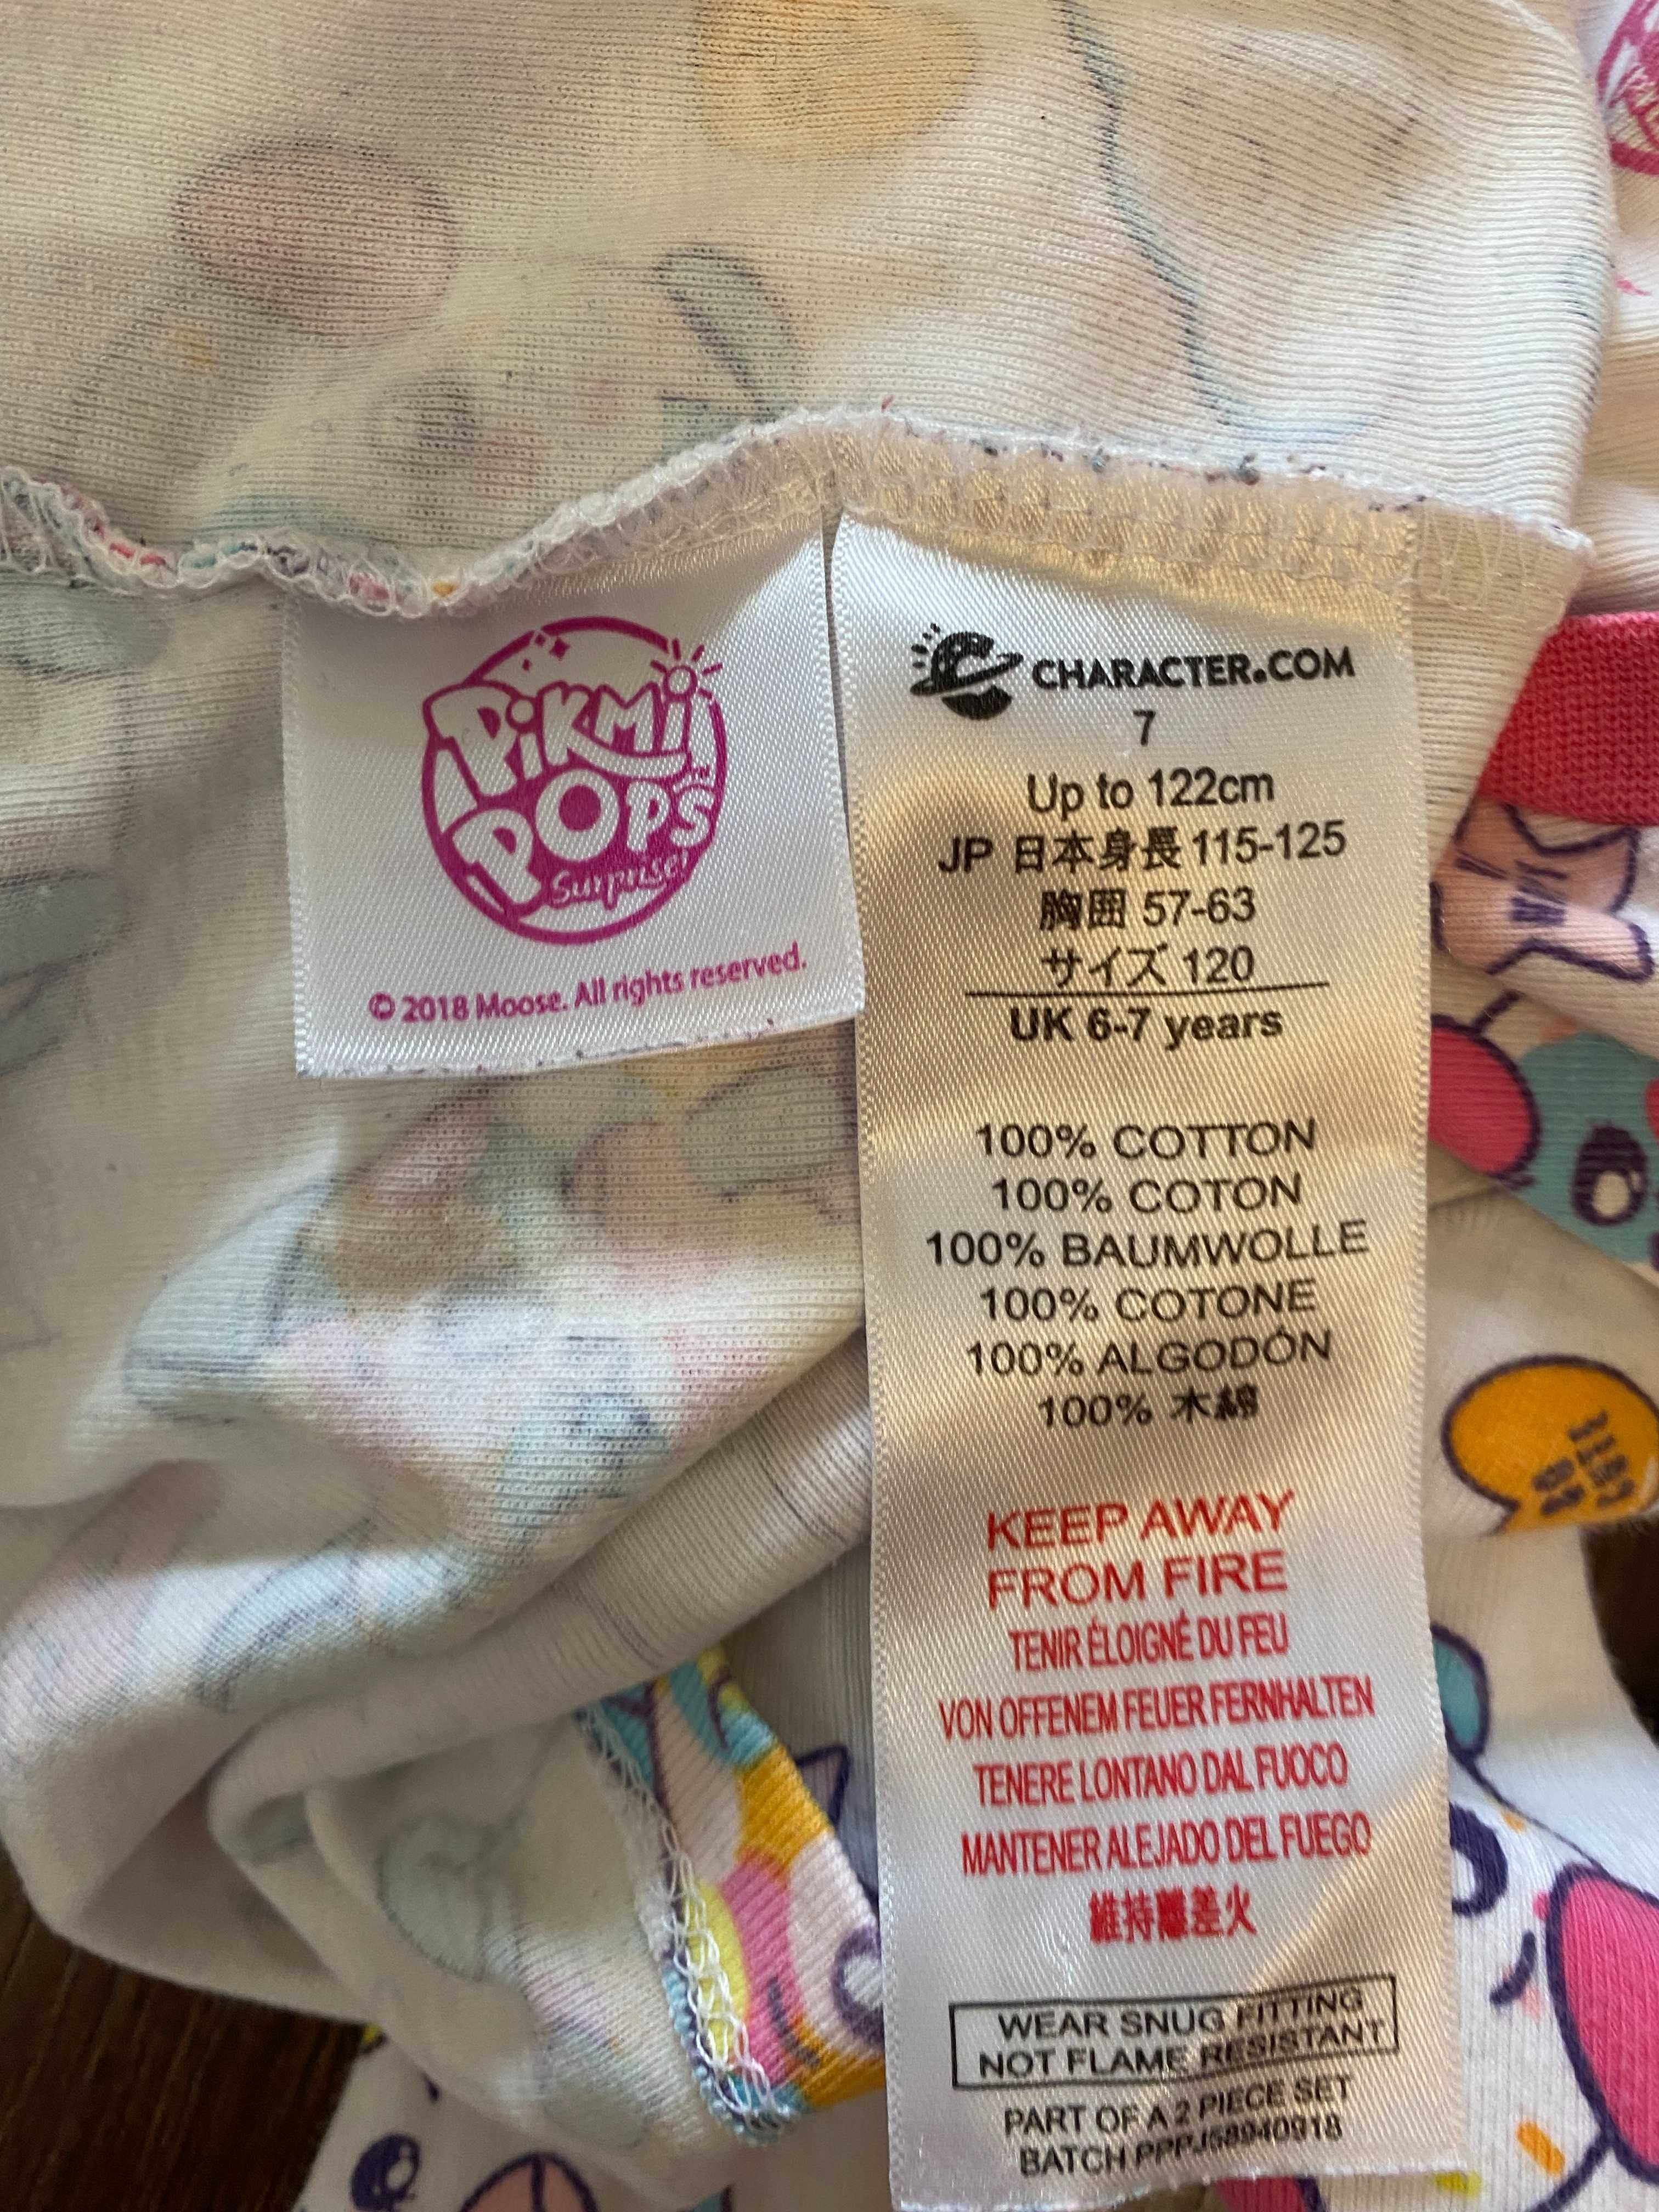 PiKMi
POPS
Surprise!
© 2018 Moose. All rights reserved.
CHARACTER.COM
7
Up to 122cm
JP 日本身長 115-125
胸囲 57-63
サイズ 120
UK 6-7 years
100% COTTON
100% COTON
100% BAUMWOLLE
100% COTONE
100% ALGODÓN
100% 木綿
KEEP AWAY
FROM FIRE
TENIR ÉLOIGNÉ DU FEU
VON OFFENEM FEUER FERNHALTEN
TENERE LONTANO DAL FUOCO
MANTENER ALEJADO DEL FUEGO
維持離差火
WEAR SNUG FITTING
NOT FLAME RESISTANT
PART OF A 2 PIECE SET
BATCH PPPJ58940918